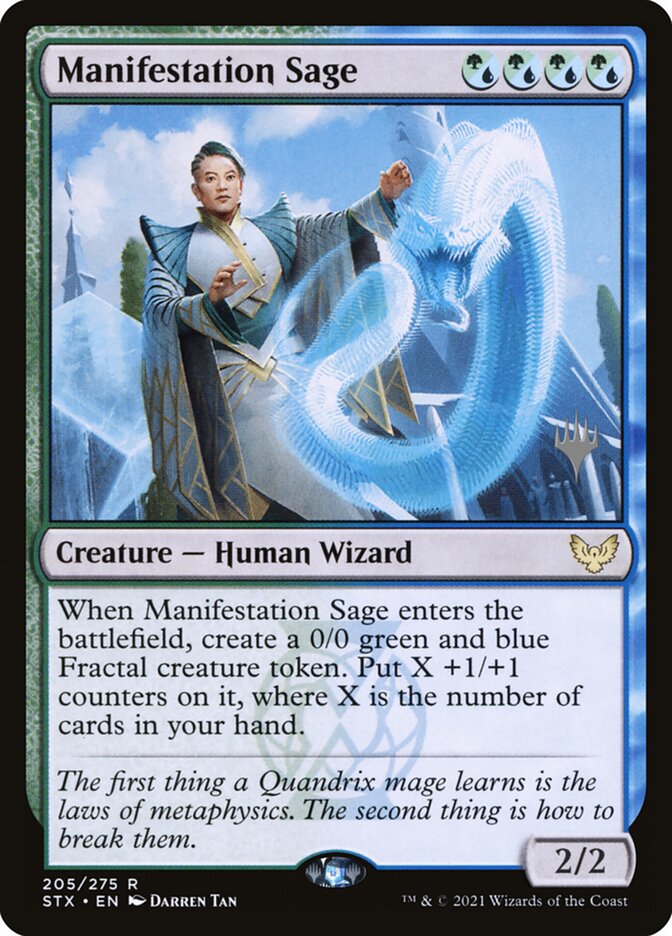 Manifestation Sage
Creature — Human Wizard
When Manifestation Sage enters the
battlefield, create a 0/0 green and blue
Fractal creature token. Put X +1/+1
counters on it, where X is the number of
cards in your hand.
The first thing a Quandrix mage learns is the
laws of metaphysics. The second thing is how to
break them.
2/2
205/275 R
STX • EN Darren Tan
™ & © 2021 Wizards of the Coast